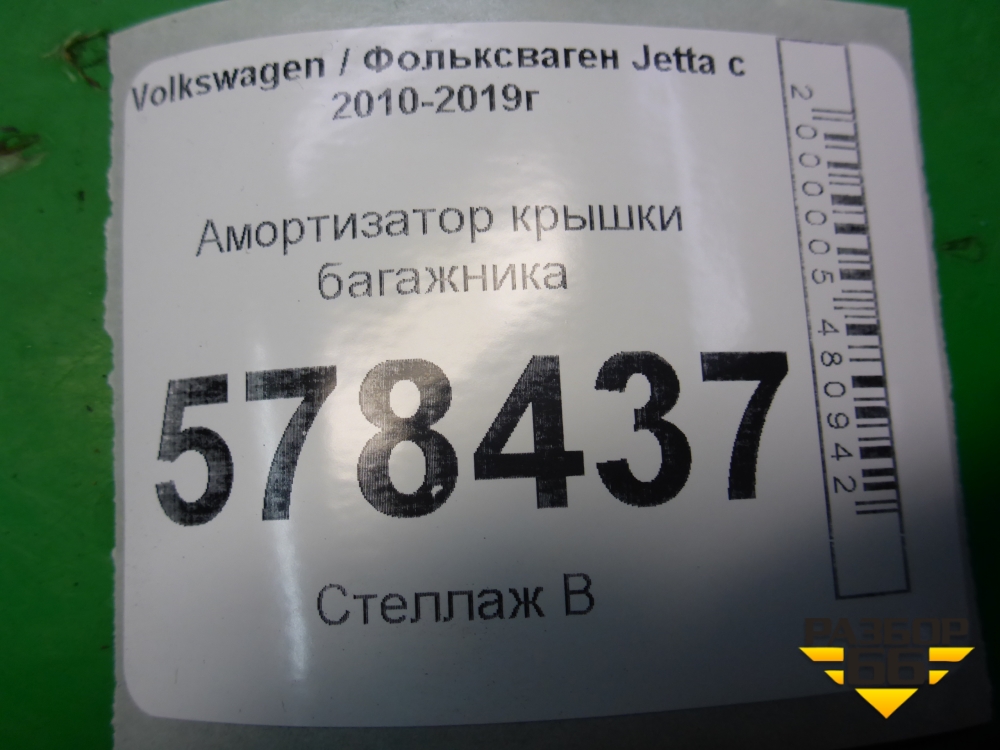 Volkswagen / Фольксваген Jetta с
2010-2019г
Амортизатор крышки
багажника
578437
Стеллаж В
2000005480942
РАЗБОР
66